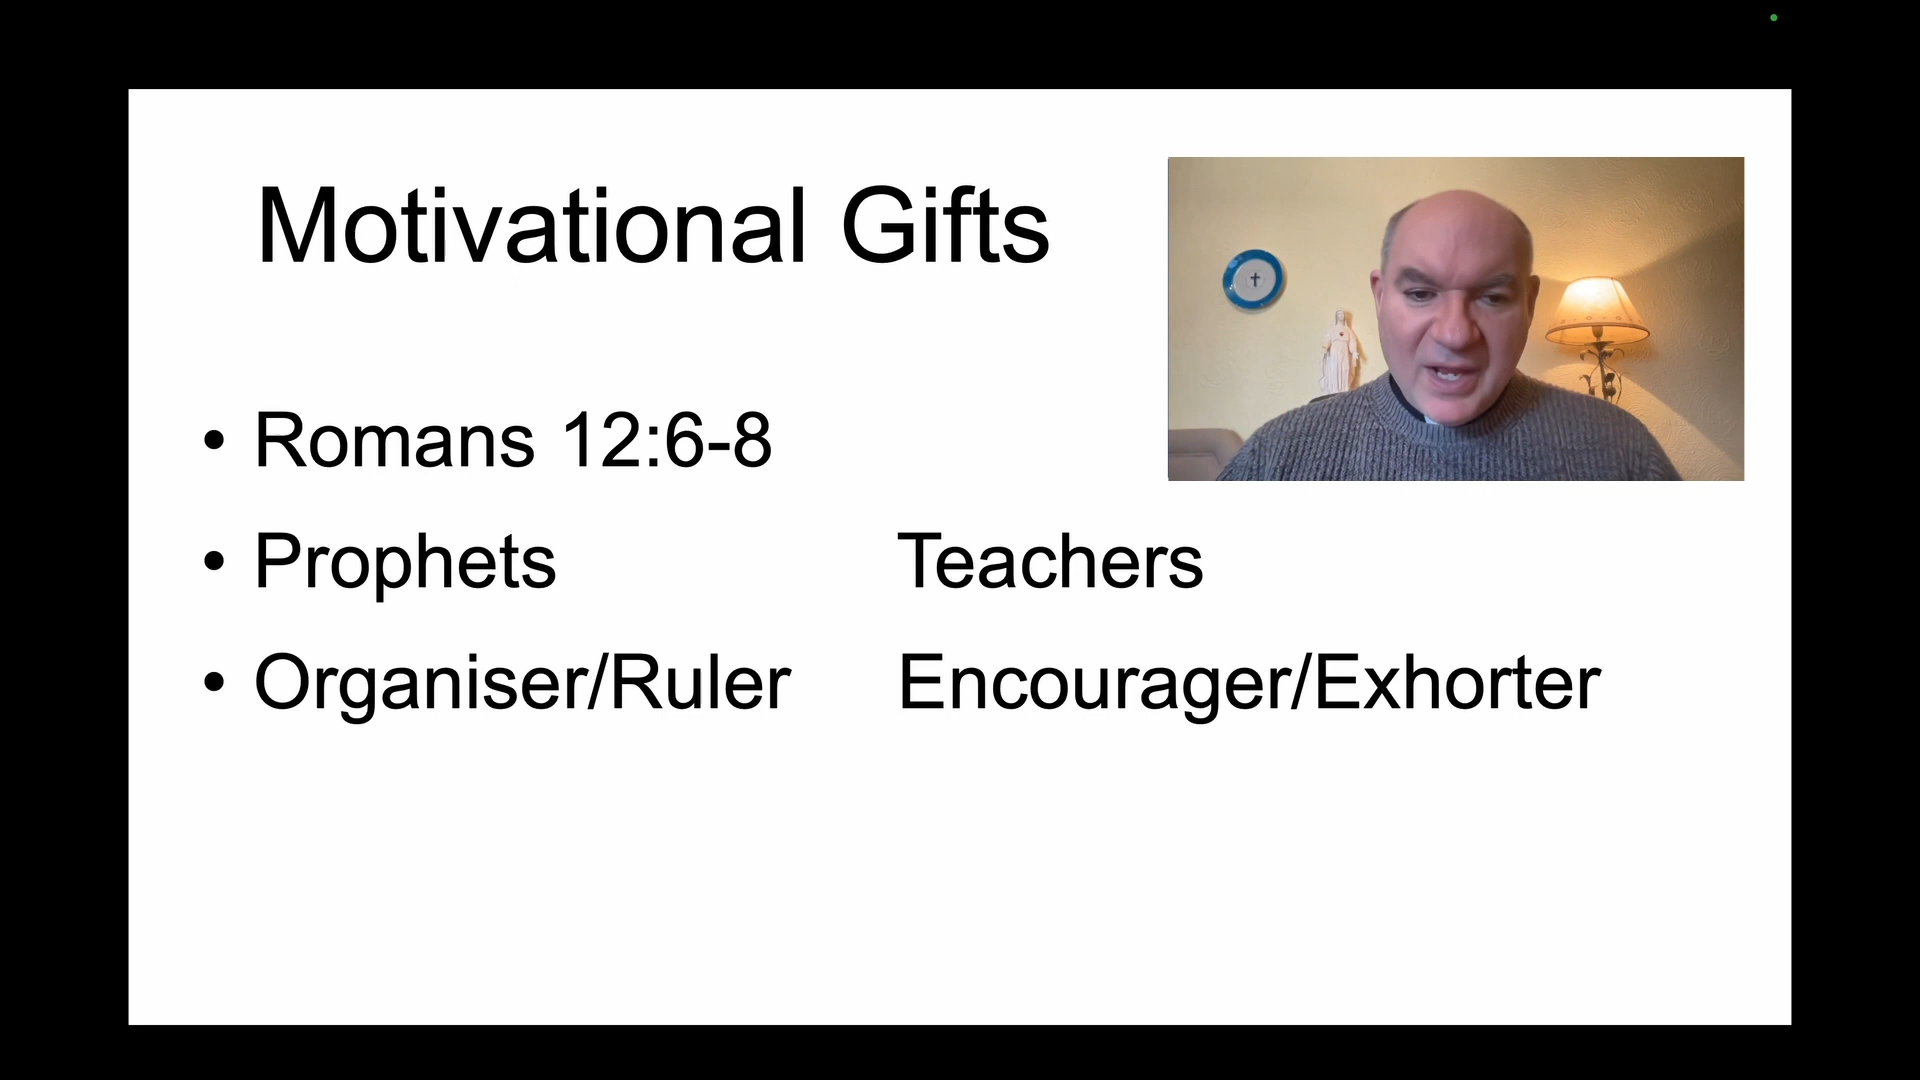 Motivational Gifts
• Romans 12:6-8
• Prophets Teachers
• Organiser/Ruler Encourager/Exhorter